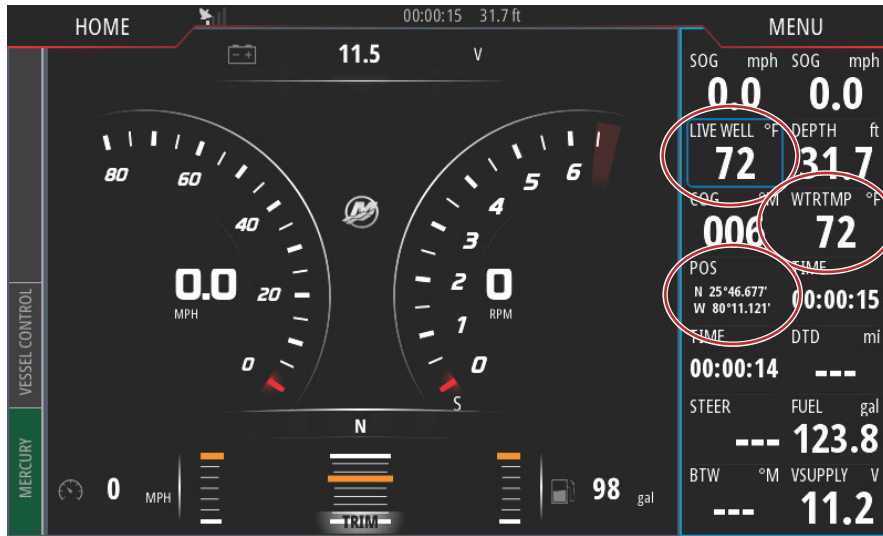 HOME
00:00:15 31.7 ft
MENU
11.5 V
80 60 40 20 0
0.0
MPH
6 5 4 3 2 1 0
0
RPM
S
N
0 MPH
TRIM
98 gal
VESSEL CONTROL
MERCURY
SOG mph SOG mph
0.0 0.0
LIVE WELL °F DEPTH ft
72 31.7
COG °M WTRTMP °F
006 72
POS TIME
N 25°46.677'
W 80°11.121'
00:00:15
TIME DTD mi
00:00:14 ---
STEER FUEL gal
--- 123.8
BTW °M VSUPPLY V
--- 11.2